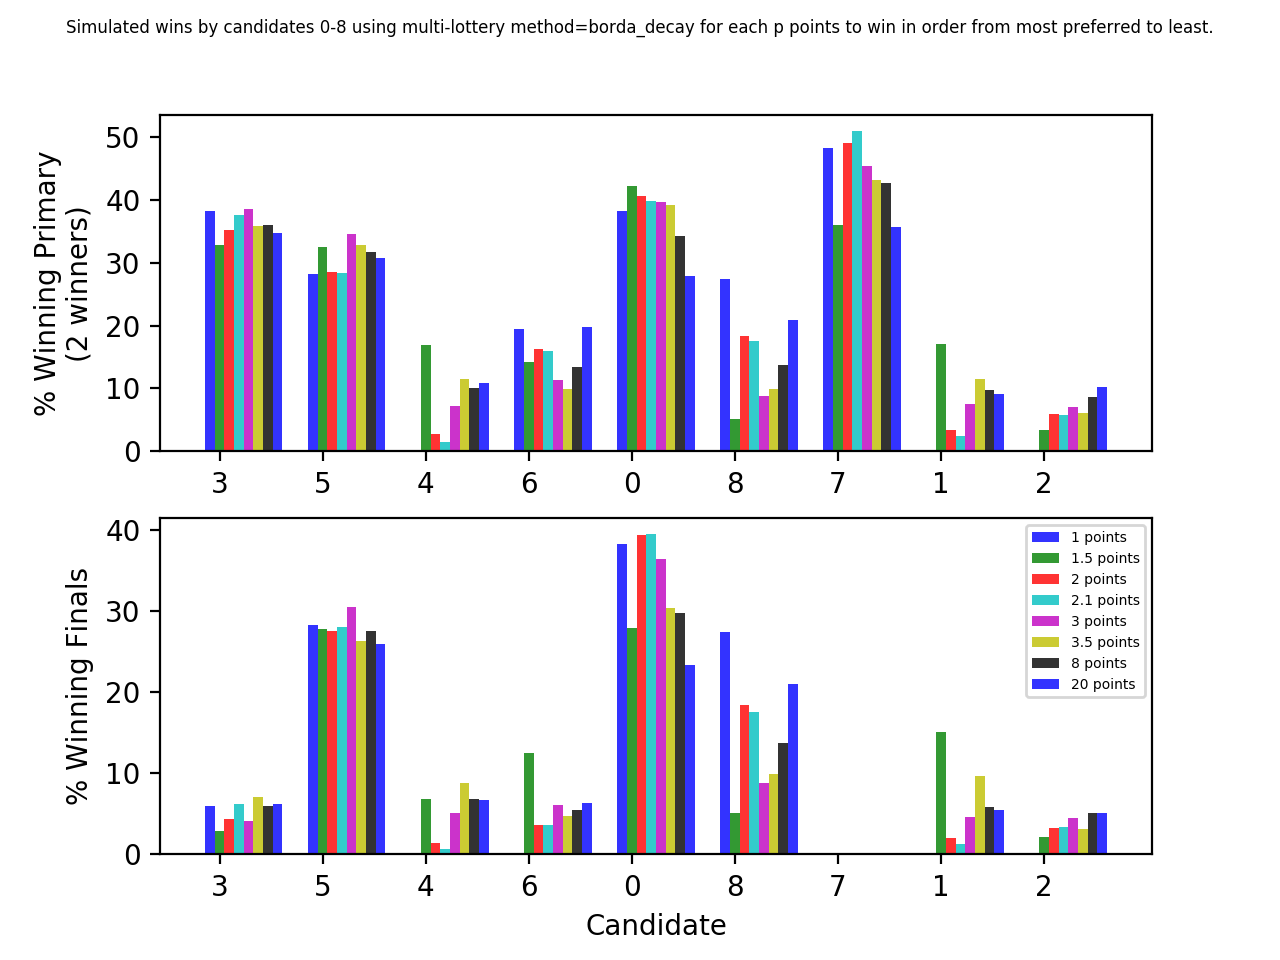 Simulated wins by candidates 0-8 using multi-lottery method=borda_decay for each p points to win in order from most preferred to least.
% Winning Primary
(2 winners)
50
40
30
20
10
0
3 5 4 6 0 8 7 1 2
% Winning Finals
40
30
20
10
0
1 points
1.5 points
2 points
2.1 points
3 points
3.5 points
8 points
20 points
3 5 4 6 0 8 7 1 2
Candidate